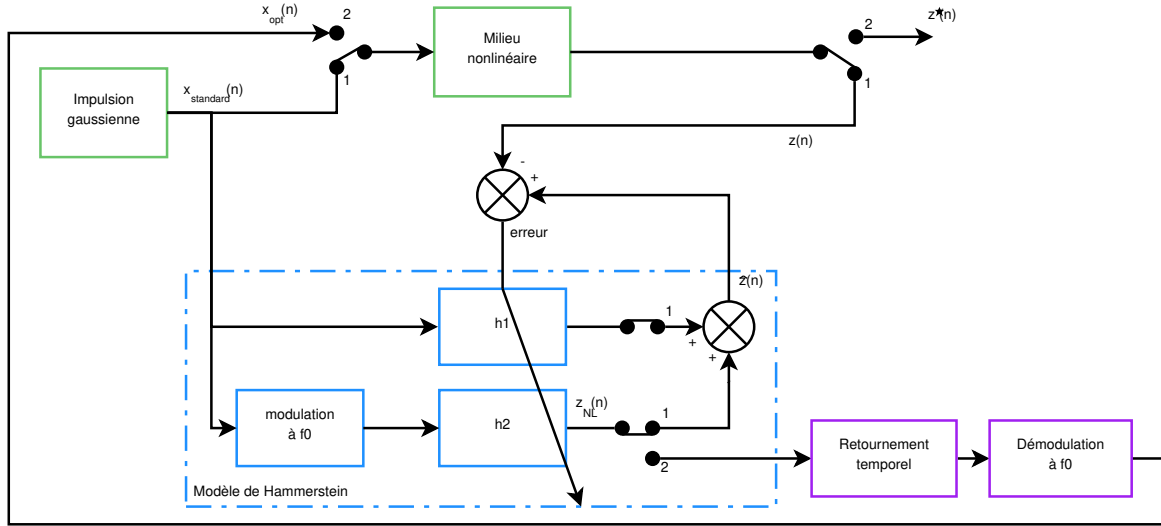 x_opt(n)
2
z★(n)
2
Milieu
nonlinéaire
1
1
Impulsion
gaussienne
x_standard(n)
z(n)
-
+
erreur
ẑ(n)
h1
1
+
+
modulation
à f0
h2
z_NL(n)
1
2
Retournement
temporel
Démodulation
à f0
Modèle de Hammerstein